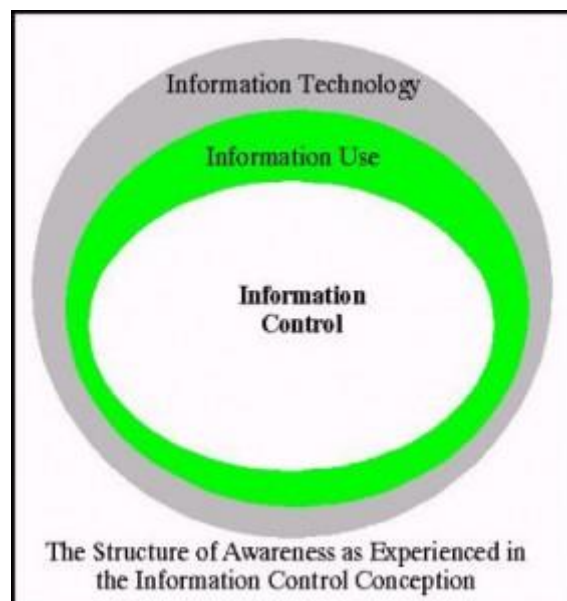 Information Technology
Information Use
Information
Control
The Structure of Awareness as Experienced in
the Information Control Conception